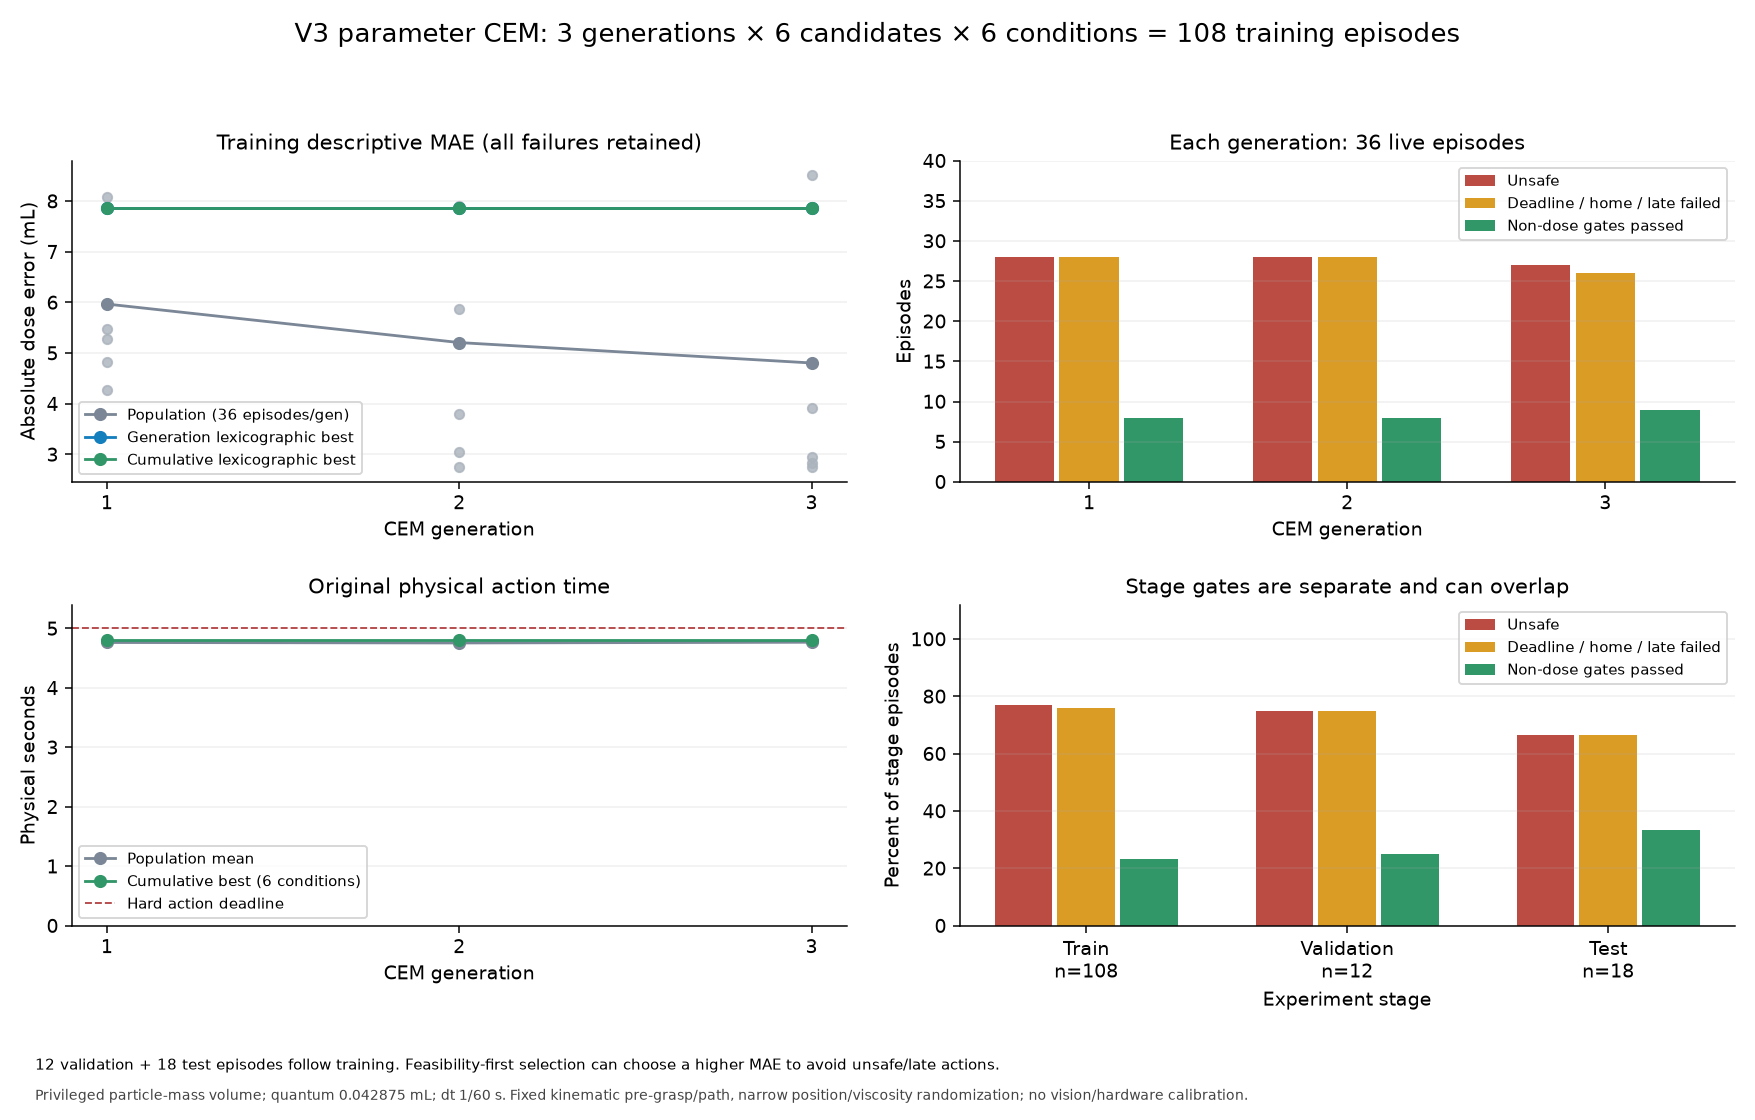 V3 parameter CEM: 3 generations × 6 candidates × 6 conditions = 108 training episodes
Training descriptive MAE (all failures retained)
Absolute dose error (mL)
8
7
6
5
4
3
Population (36 episodes/gen)
Generation lexicographic best
Cumulative lexicographic best
1
2
3
CEM generation
Each generation: 36 live episodes
Episodes
40
35
30
25
20
15
10
5
0
Unsafe
Deadline / home / late failed
Non-dose gates passed
1
2
3
CEM generation
Original physical action time
Physical seconds
5
4
3
2
1
0
Population mean
Cumulative best (6 conditions)
Hard action deadline
1
2
3
CEM generation
Stage gates are separate and can overlap
Percent of stage episodes
100
80
60
40
20
0
Unsafe
Deadline / home / late failed
Non-dose gates passed
Train
n=108
Validation
n=12
Test
n=18
Experiment stage
12 validation + 18 test episodes follow training. Feasibility-first selection can choose a higher MAE to avoid unsafe/late actions.
Privileged particle-mass volume; quantum 0.042875 mL; dt 1/60 s. Fixed kinematic pre-grasp/path, narrow position/viscosity randomization; no vision/hardware calibration.